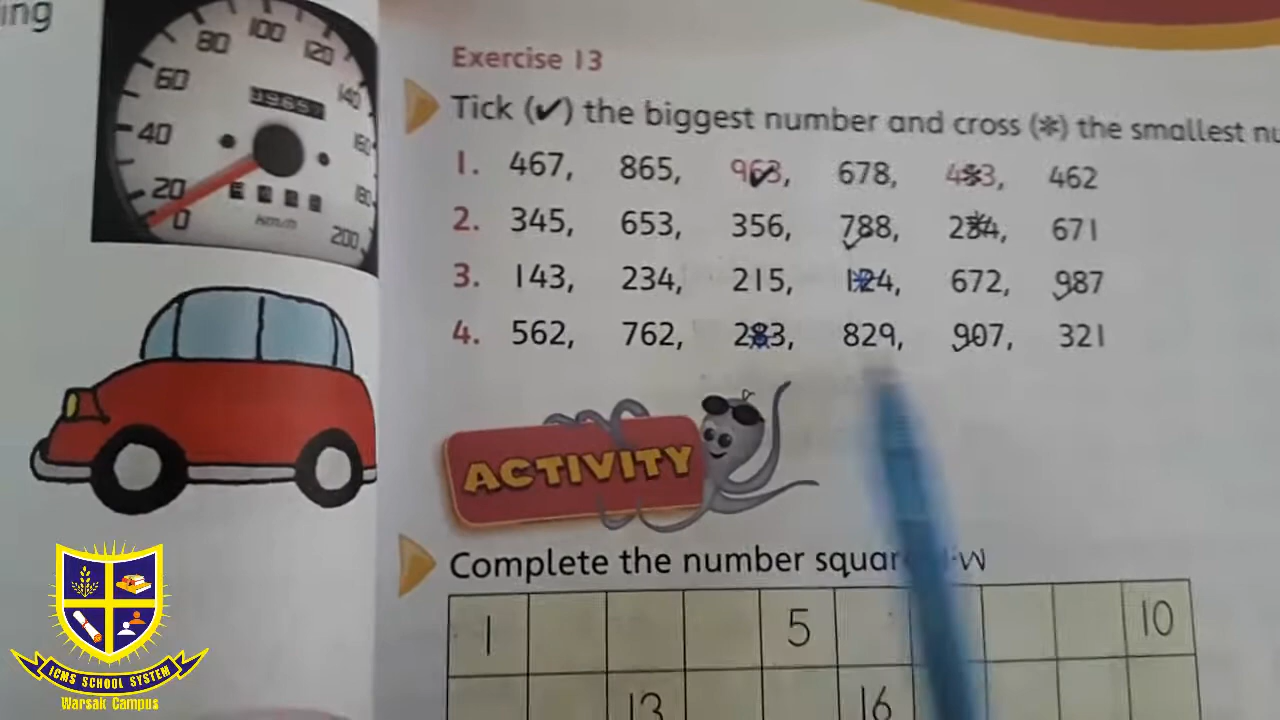 ing
80 100 120
60 140
40 160
20 180
0 km/h 200
Exercise 13
Tick (✔) the biggest number and cross (*) the smallest
1. 467, 865, 963, 678, 453, 462
2. 345, 653, 356, 788, 234, 671
3. 143, 234, 215, 124, 672, 987
4. 562, 762, 283, 829, 907, 321
ACTIVITY
Complete the number
1 5 10
13 16
ICMS SCHOOL SYSTEM
Warsak Campus